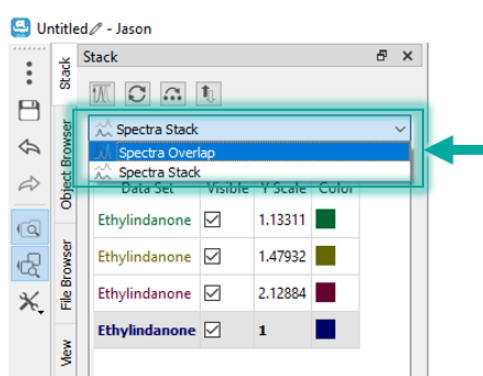 Untitled - Jason
Stack
Stack
Object Browser
File Browser
View
Spectra Stack
Spectra Overlap
Spectra Stack
Data Set Visible Y Scale Color
Ethylindanone 1.13311
Ethylindanone 1.47932
Ethylindanone 2.12884
Ethylindanone 1